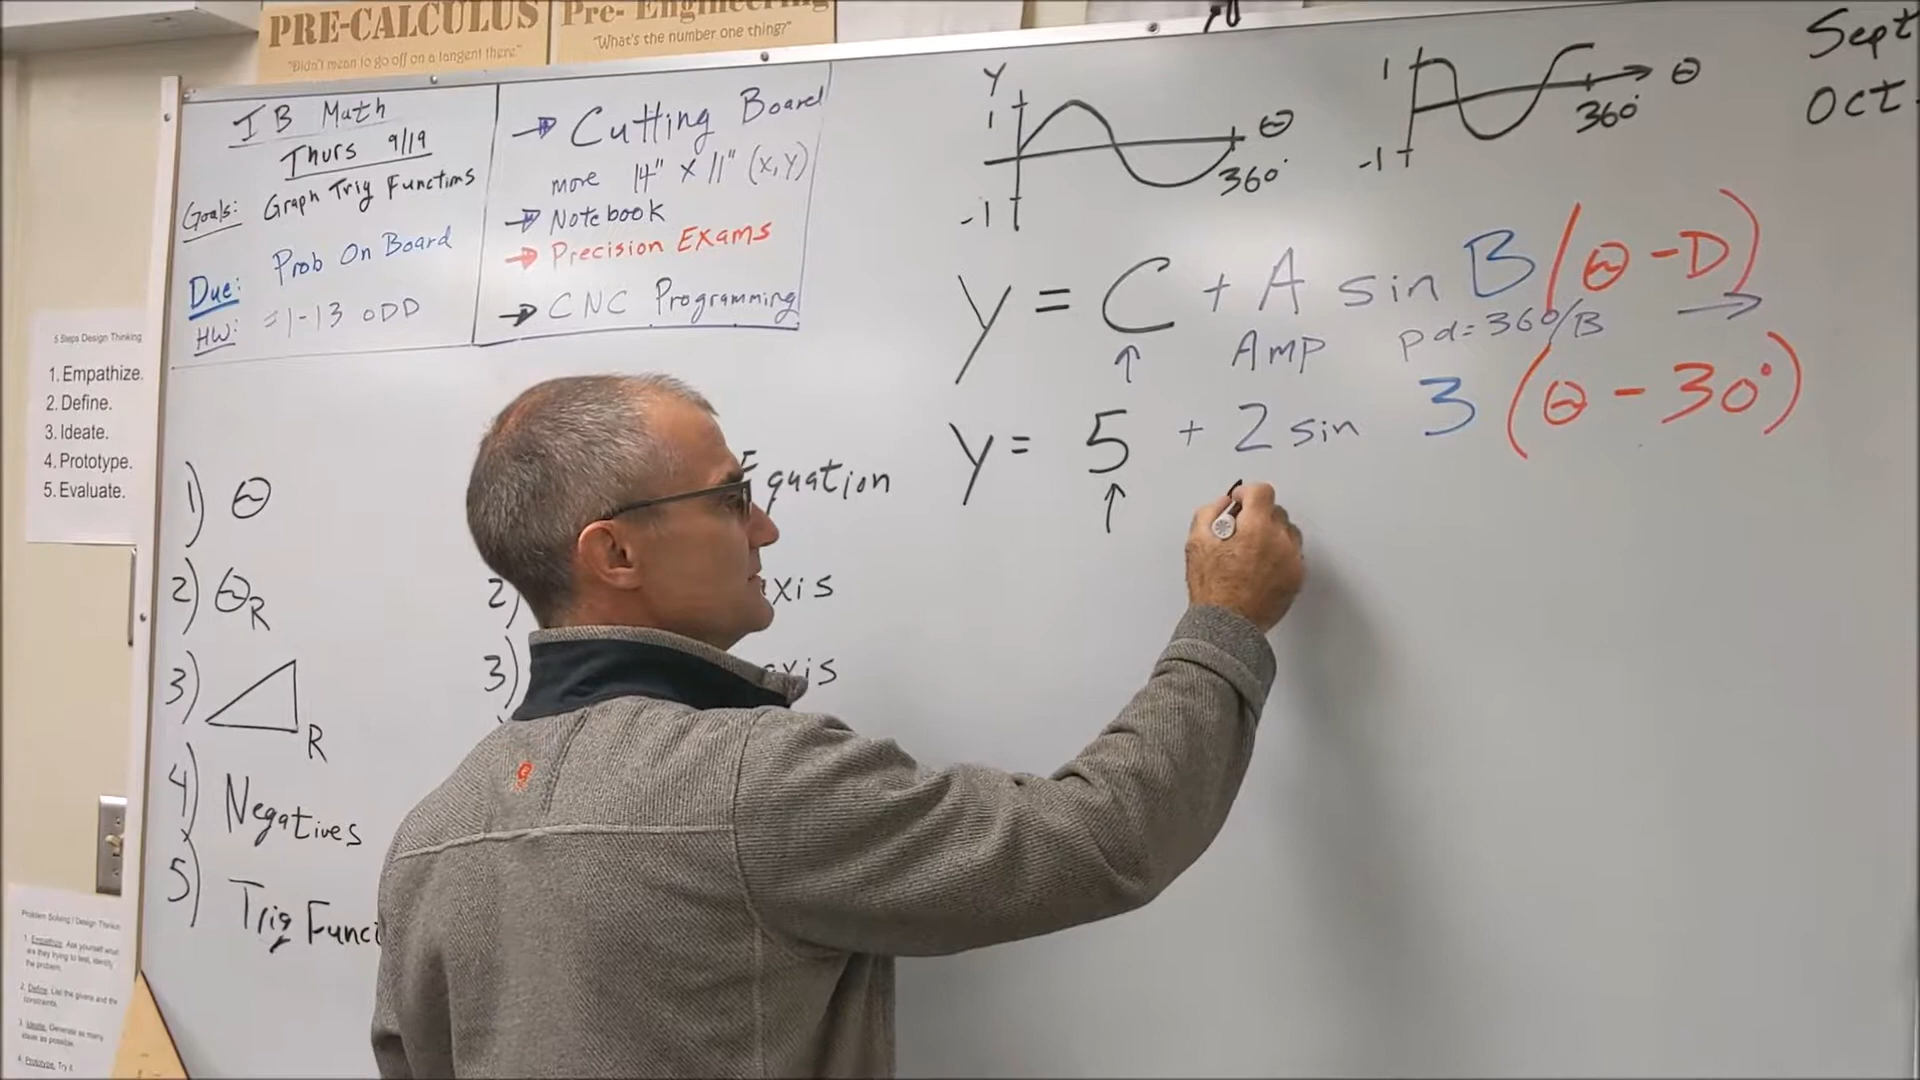 PRE-CALCULUS
"Didn't mean to go off on a tangent there"
Pre- Engineering
"What's the number one thing?"
IB Math
Thurs 9/19
Goals: Graph Trig Functions
Due: Prob On Board
HW: 1-13 ODD
→ Cutting Board
more 14" x 11" (x,y)
→ Notebook
→ Precision Exams
→ CNC Programming
Y
1
-1
θ
360°
1
-1
θ
360°
Sept
Oct
y = C + A sin B(θ - D)
↑ Amp pd = 360/B →
y = 5 + 2 sin 3 (θ - 30°)
↑
5 Steps Design Thinking
1. Empathize.
2. Define.
3. Ideate.
4. Prototype.
5. Evaluate.
1) θ
2) θR
3) R
4) Negatives
5) Trig Funci
Equation
2) axis
3) axis
Problem Solving / Design Thinkin
1. Empathize. Ask yourself what
are they trying to test, identify
the problem.
2. Define. List the givens and the
constraints.
3. Ideate. Generate as many
ideas as possible.
4. Prototype. Try it.